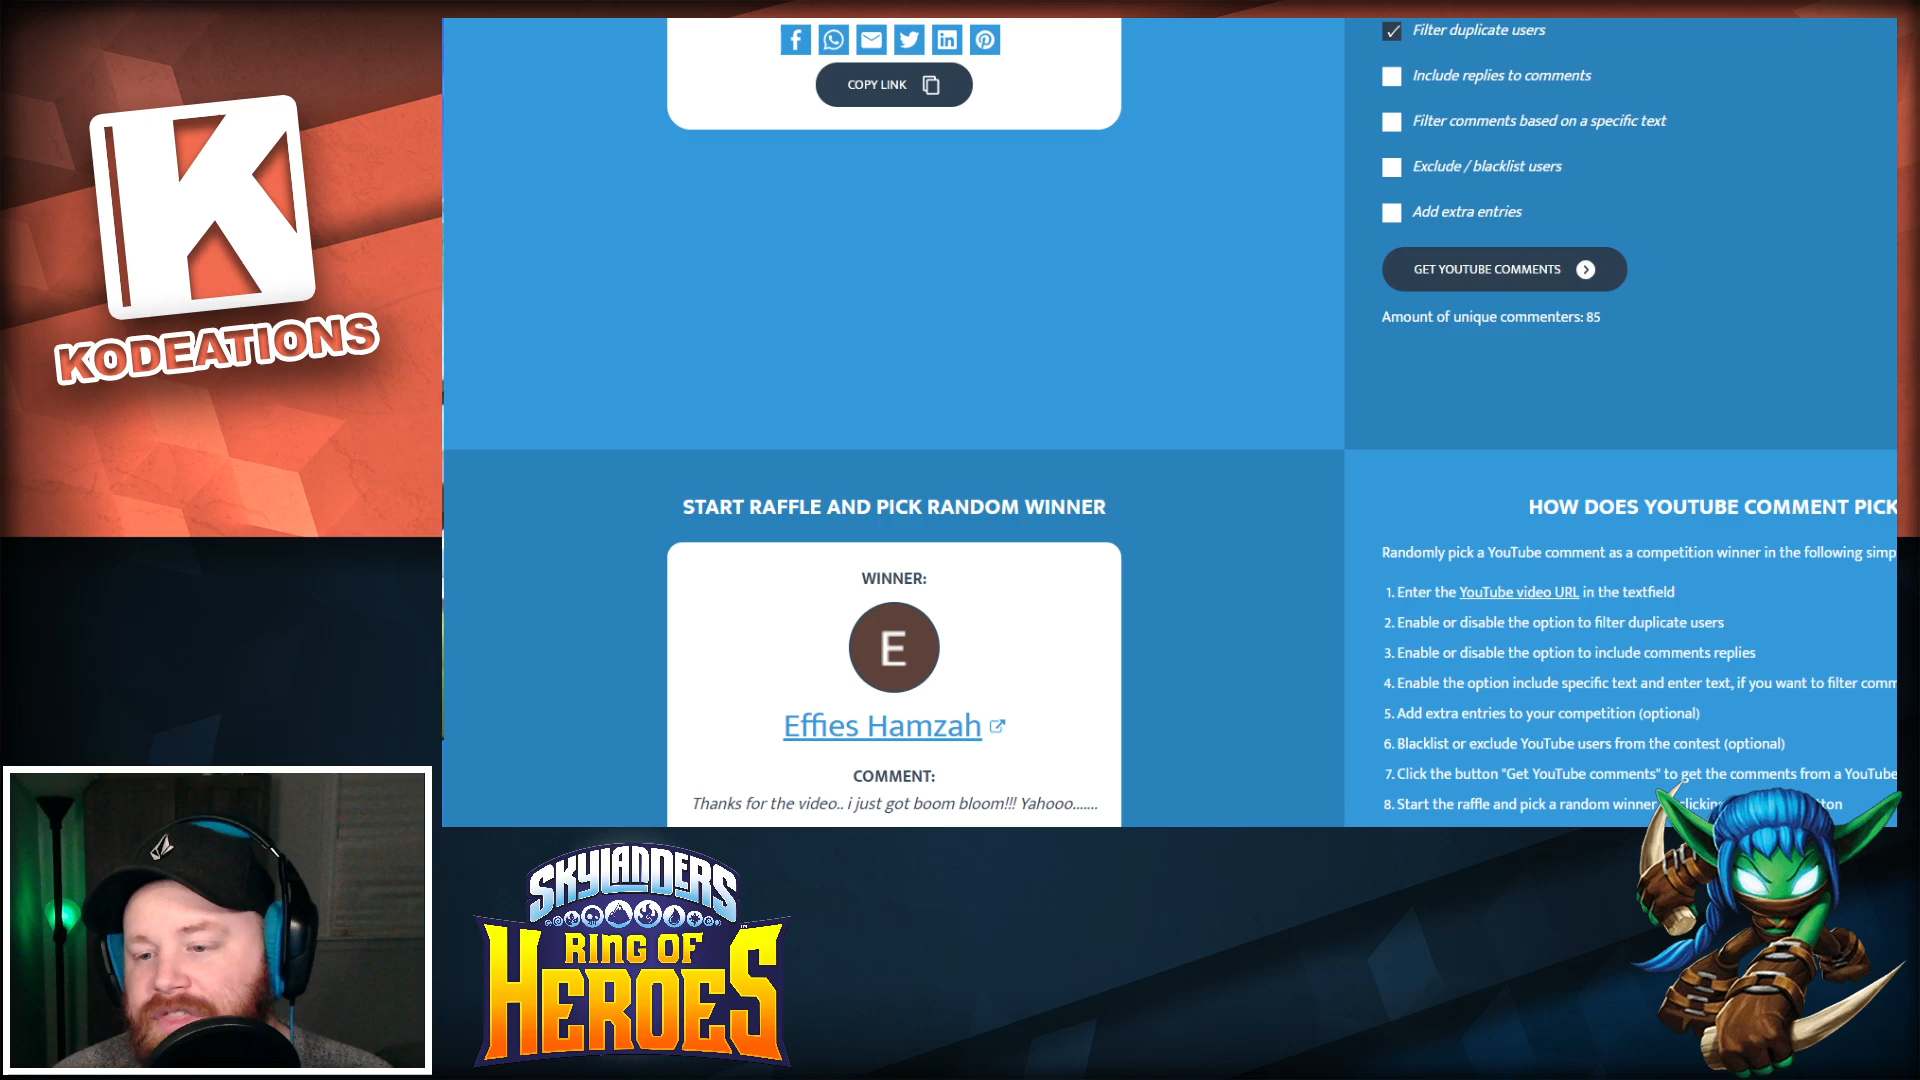 KODEATIONS
COPY LINK
Filter duplicate users
Include replies to comments
Filter comments based on a specific text
Exclude / blacklist users
Add extra entries
GET YOUTUBE COMMENTS
Amount of unique commenters: 85
START RAFFLE AND PICK RANDOM WINNER
WINNER:
E
Effies Hamzah
COMMENT:
Thanks for the video.. i just got boom bloom!!! Yahooo.......
HOW DOES YOUTUBE COMMENT PICK
Randomly pick a YouTube comment as a competition winner in the following simp
1. Enter the YouTube video URL in the textfield
2. Enable or disable the option to filter duplicate users
3. Enable or disable the option to include comments replies
4. Enable the option include specific text and enter text, if you want to filter comm
5. Add extra entries to your competition (optional)
6. Blacklist or exclude YouTube users from the contest (optional)
7. Click the button "Get YouTube comments" to get the comments from a YouTube
8. Start the raffle and pick a random winner
SKYLANDERS
RING OF
HEROES